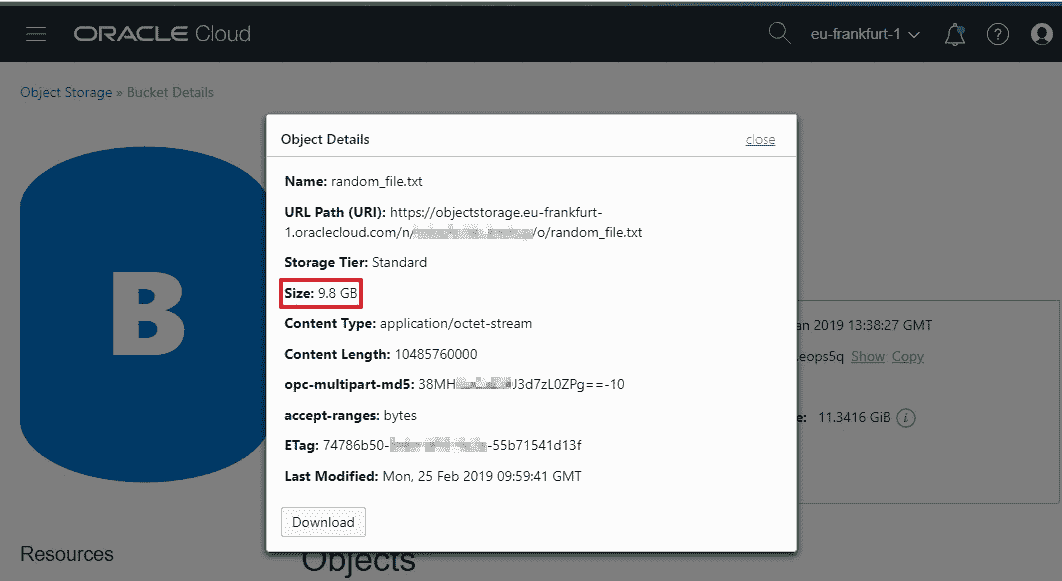 ORACLE Cloud
eu-frankfurt-1
Object Storage » Bucket Details
Object Details
close
Name: random_file.txt
URL Path (URI): https://objectstorage.eu-frankfurt-
1.oraclecloud.com/n/ /o/random_file.txt
Storage Tier: Standard
Size: 9.8 GB
Content Type: application/octet-stream
Content Length: 10485760000
opc-multipart-md5: 38MH J3d7zL0ZPg==-10
accept-ranges: bytes
ETag: 74786b50- -55b71541d13f
Last Modified: Mon, 25 Feb 2019 09:59:41 GMT
Download
B
an 2019 13:38:27 GMT
.eops5q Show Copy
e: 11.3416 GiB i
Resources
Objects